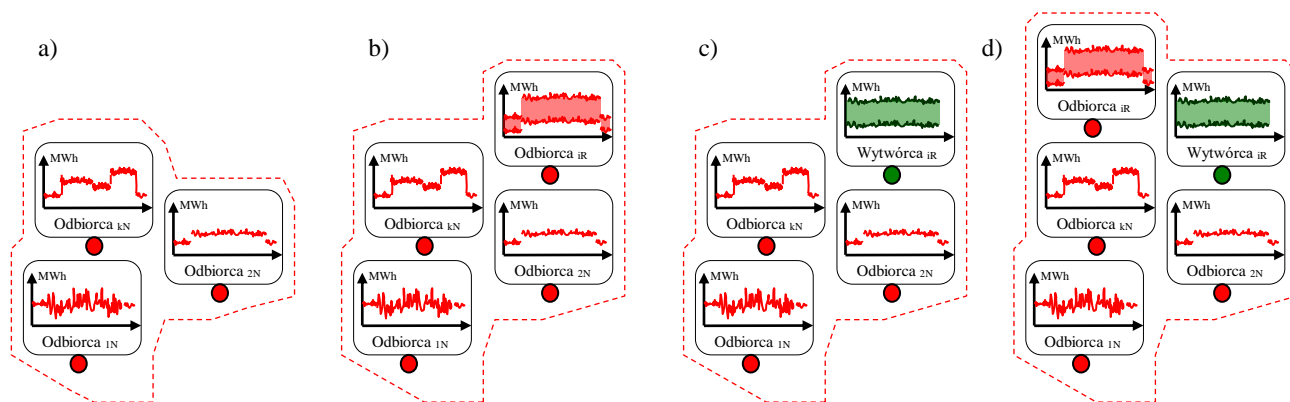 a)
MWh
Odbiorca kN
MWh
Odbiorca 2N
MWh
Odbiorca 1N
b)
MWh
Odbiorca iR
MWh
Odbiorca kN
MWh
Odbiorca 2N
MWh
Odbiorca 1N
c)
MWh
Wytwórca iR
MWh
Odbiorca kN
MWh
Odbiorca 2N
MWh
Odbiorca 1N
d)
MWh
Odbiorca iR
MWh
Wytwórca iR
MWh
Odbiorca kN
MWh
Odbiorca 2N
MWh
Odbiorca 1N